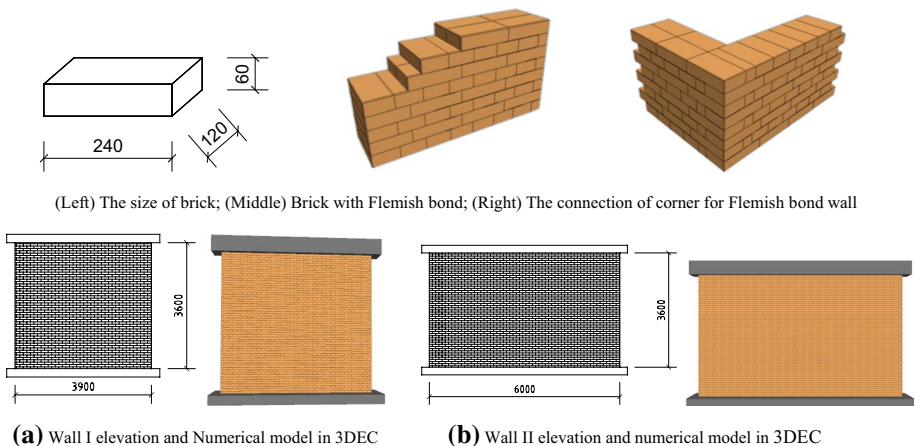 60
120
240
(Left) The size of brick; (Middle) Brick with Flemish bond; (Right) The connection of corner for Flemish bond wall
3600
3900
3600
6000
(a) Wall I elevation and Numerical model in 3DEC
(b) Wall II elevation and numerical model in 3DEC